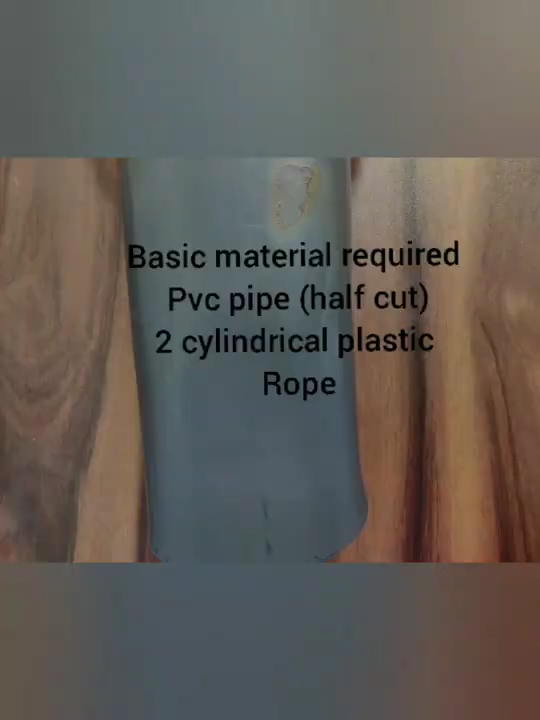 Basic material required
Pvc pipe (half cut)
2 cylindrical plastic
Rope